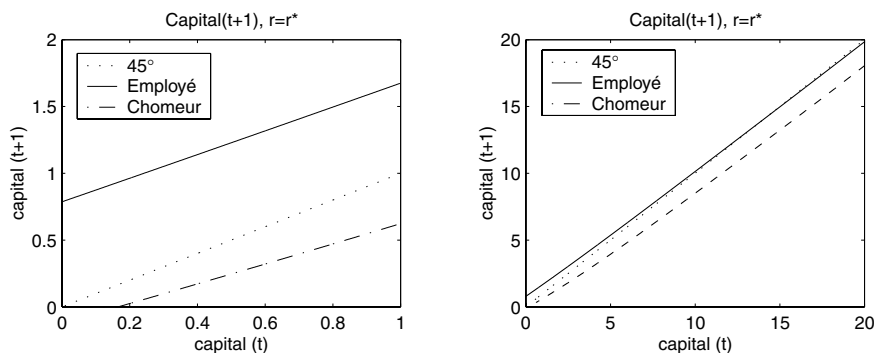 Capital(t+1), r=r*
2
1.5
1
0.5
0
45°
Employé
Chomeur
capital (t+1)
0
0.2
0.4
0.6
0.8
1
capital (t)
Capital(t+1), r=r*
20
15
10
5
0
45°
Employé
Chomeur
capital (t+1)
0
5
10
15
20
capital (t)